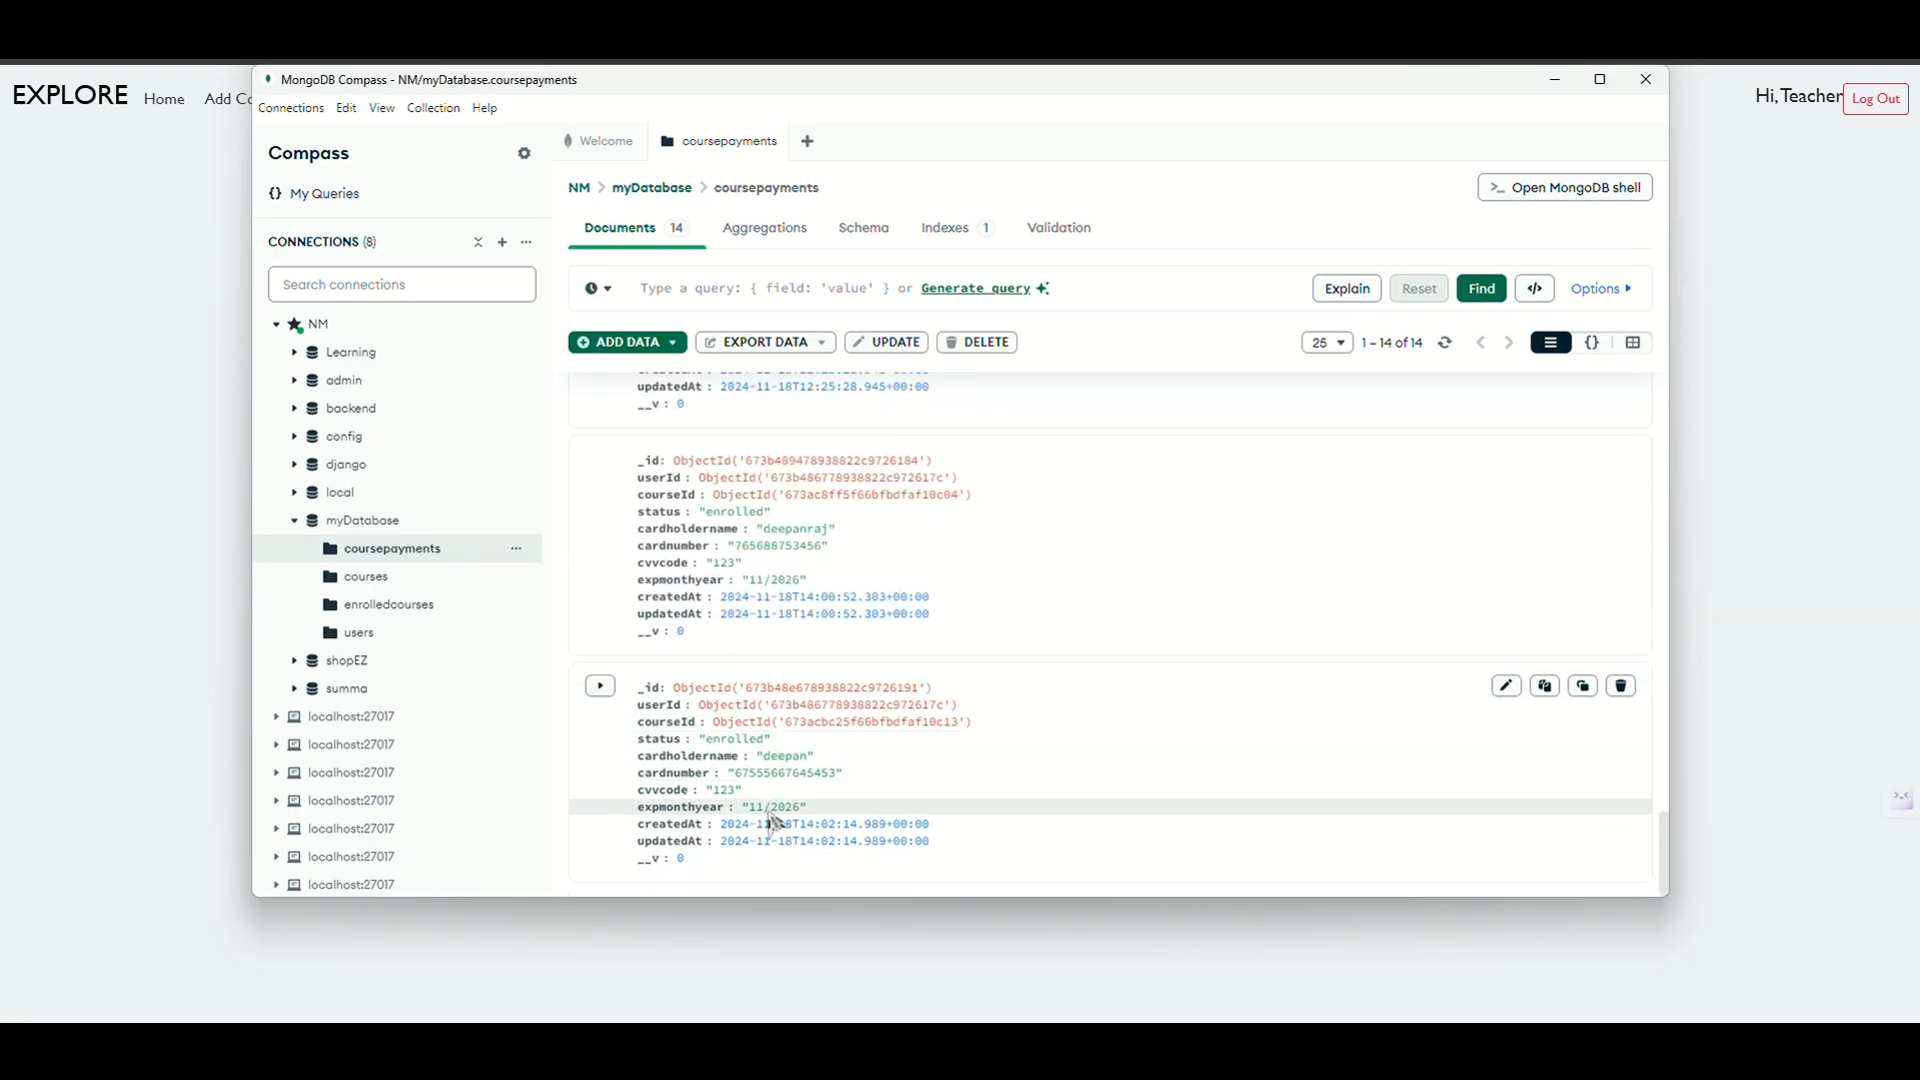 EXPLORE Home Add Co
Hi,Teacher Log Out
MongoDB Compass - NM/myDatabase.coursepayments
Connections Edit View Collection Help
Compass
{} My Queries
CONNECTIONS (8)
Search connections
NM
Learning
admin
backend
config
django
local
myDatabase
coursepayments
courses
enrolledcourses
users
shopEZ
summa
localhost:27017
localhost:27017
localhost:27017
localhost:27017
localhost:27017
localhost:27017
localhost:27017
Welcome coursepayments
NM > myDatabase > coursepayments
>_ Open MongoDB shell
Documents 14 Aggregations Schema Indexes 1 Validation
Type a query: { field: 'value' } or Generate query
Explain Reset Find </> Options
ADD DATA EXPORT DATA UPDATE DELETE
25 1 – 14 of 14 {}
updatedAt : 2024-11-18T12:25:28.945+00:00
__v : 0
_id: ObjectId('673b489478938822c9726184')
userId : ObjectId('673b486778938822c972617c')
courseId : ObjectId('673ac8ff5f66bfbdfaf10c04')
status : "enrolled"
cardholdername : "deepanraj"
cardnumber : "765688753456"
cvvcode : "123"
expmonthyear : "11/2026"
createdAt : 2024-11-18T14:00:52.303+00:00
updatedAt : 2024-11-18T14:00:52.303+00:00
__v : 0
_id: ObjectId('673b48e678938822c9726191')
userId : ObjectId('673b486778938822c972617c')
courseId : ObjectId('673acbc25f66bfbdfaf10c13')
status : "enrolled"
cardholdername : "deepan"
cardnumber : "67555667645453"
cvvcode : "123"
expmonthyear : "11/2026"
createdAt : 2024-11-18T14:02:14.989+00:00
updatedAt : 2024-11-18T14:02:14.989+00:00
__v : 0